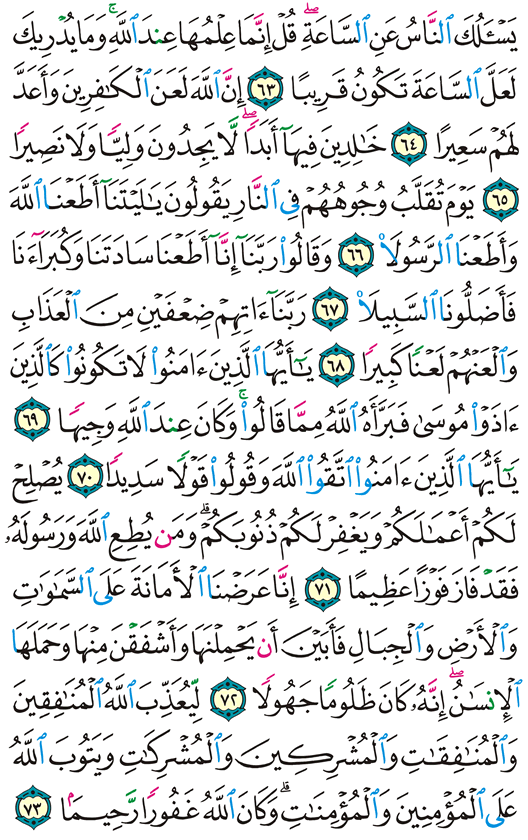 يَسْـَٔلُكَ ٱلنَّاسُ عَنِ ٱلسَّاعَةِۖ قُلْ إِنَّمَا عِلْمُهَا عِندَ ٱللَّهِۚ وَمَا يُدْرِيكَ
لَعَلَّ ٱلسَّاعَةَ تَكُونُ قَرِيبًا ٦٣ إِنَّ ٱللَّهَ لَعَنَ ٱلْكَـٰفِرِينَ وَأَعَدَّ
لَهُمْ سَعِيرًا ٦٤ خَـٰلِدِينَ فِيهَآ أَبَدًاۖ لَّا يَجِدُونَ وَلِيًّا وَلَا نَصِيرًا
٦٥ يَوْمَ تُقَلَّبُ وُجُوهُهُمْ فِى ٱلنَّارِ يَقُولُونَ يَـٰلَيْتَنَآ أَطَعْنَا ٱللَّهَ
وَأَطَعْنَا ٱلرَّسُولَا۠ ٦٦ وَقَالُوا۟ رَبَّنَآ إِنَّآ أَطَعْنَا سَادَتَنَا وَكُبَرَآءَنَا
فَأَضَلُّونَا ٱلسَّبِيلَا۠ ٦٧ رَبَّنَآ ءَاتِهِمْ ضِعْفَيْنِ مِنَ ٱلْعَذَابِ
وَٱلْعَنْهُمْ لَعْنًا كَبِيرًا ٦٨ يَـٰٓأَيُّهَا ٱلَّذِينَ ءَامَنُوا۟ لَا تَكُونُوا۟ كَٱلَّذِينَ
ءَاذَوْا۟ مُوسَىٰ فَبَرَّأَهُ ٱللَّهُ مِمَّا قَالُوا۟ۚ وَكَانَ عِندَ ٱللَّهِ وَجِيهًا ٦٩
يَـٰٓأَيُّهَا ٱلَّذِينَ ءَامَنُوا۟ ٱتَّقُوا۟ ٱللَّهَ وَقُولُوا۟ قَوْلًا سَدِيدًا ٧٠ يُصْلِحْ
لَكُمْ أَعْمَـٰلَكُمْ وَيَغْفِرْ لَكُمْ ذُنُوبَكُمْۗ وَمَن يُطِعِ ٱللَّهَ وَرَسُولَهُۥ
فَقَدْ فَازَ فَوْزًا عَظِيمًا ٧١ إِنَّا عَرَضْنَا ٱلْأَمَانَةَ عَلَى ٱلسَّمَـٰوَٰتِ
وَٱلْأَرْضِ وَٱلْجِبَالِ فَأَبَيْنَ أَن يَحْمِلْنَهَا وَأَشْفَقْنَ مِنْهَا وَحَمَلَهَا
ٱلْإِنسَـٰنُۖ إِنَّهُۥ كَانَ ظَلُومًا جَهُولًا ٧٢ لِّيُعَذِّبَ ٱللَّهُ ٱلْمُنَـٰفِقِينَ
وَٱلْمُنَـٰفِقَـٰتِ وَٱلْمُشْرِكِينَ وَٱلْمُشْرِكَـٰتِ وَيَتُوبَ ٱللَّهُ
عَلَى ٱلْمُؤْمِنِينَ وَٱلْمُؤْمِنَـٰتِۗ وَكَانَ ٱللَّهُ غَفُورًا رَّحِيمًۢا ٧٣